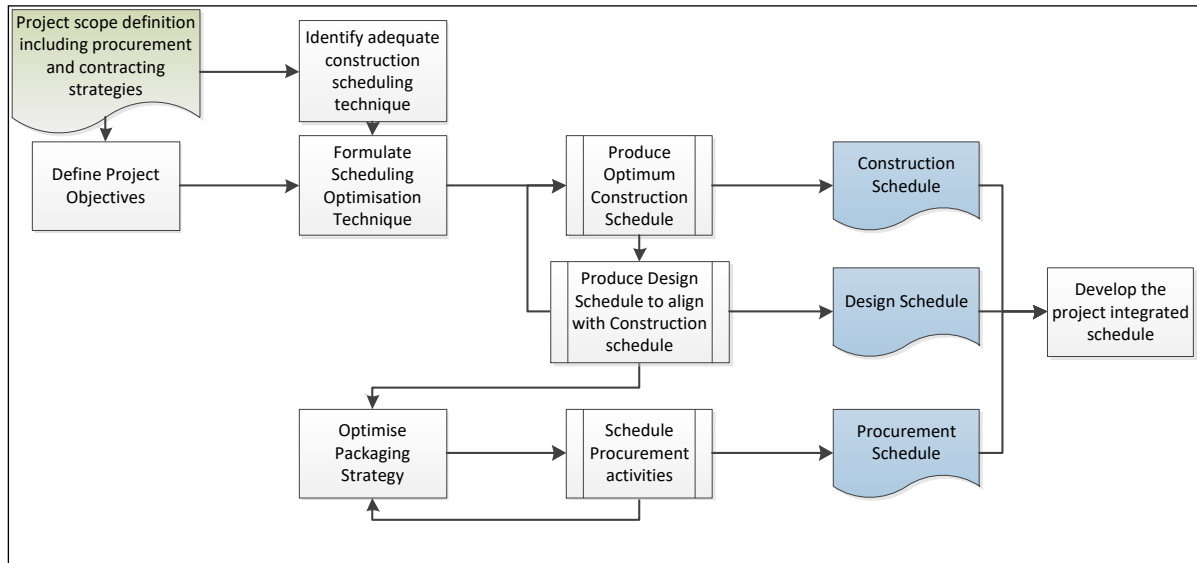 Project scope definition
including procurement
and contracting
strategies
Identify adequate
construction
scheduling
technique
Define Project
Objectives
Formulate
Scheduling
Optimisation
Technique
Produce
Optimum
Construction
Schedule
Construction
Schedule
Produce Design
Schedule to align
with Construction
schedule
Design Schedule
Develop the
project integrated
schedule
Optimise
Packaging
Strategy
Schedule
Procurement
activities
Procurement
Schedule